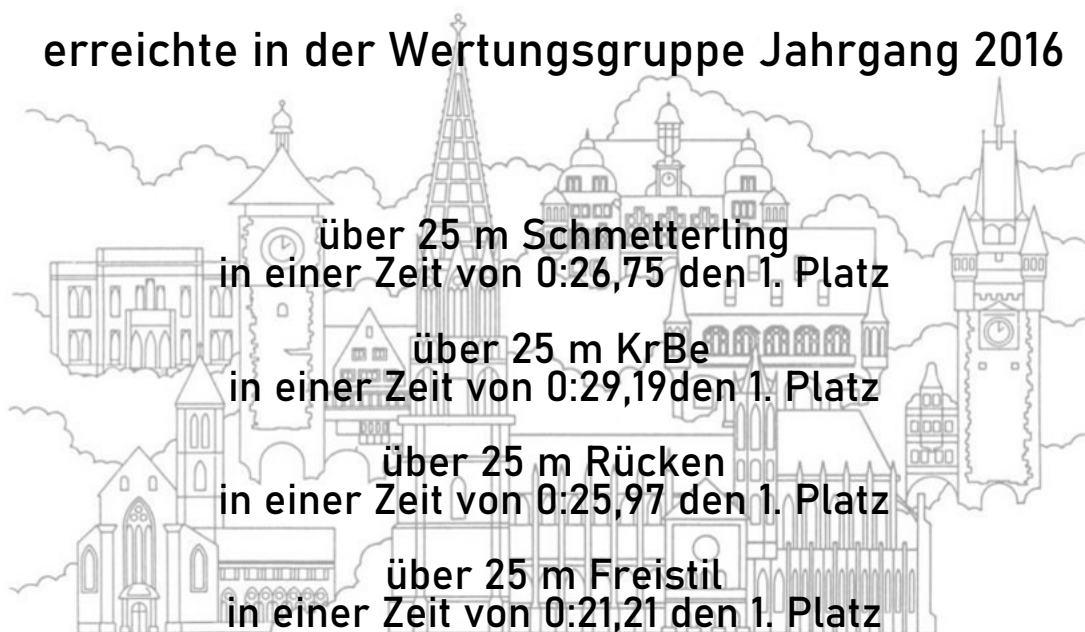 erreichte in der Wertungsgruppe Jahrgang 2016
über 25 m Schmetterling
in einer Zeit von 0:26,75 den 1. Platz
über 25 m KrBe
in einer Zeit von 0:29,19den 1. Platz
über 25 m Rücken
in einer Zeit von 0:25,97 den 1. Platz
über 25 m Freistil
in einer Zeit von 0:21,21 den 1. Platz